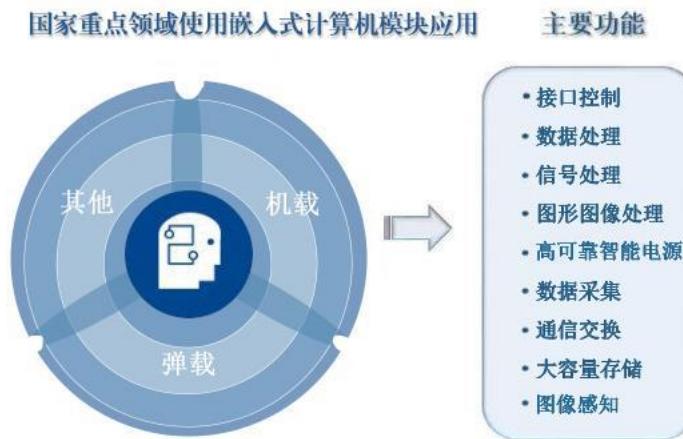 国家重点领域使用嵌入式计算机模块应用
主要功能
其他
机载
弹载
• 接口控制
• 数据处理
• 信号处理
• 图形图像处理
• 高可靠智能电源
• 数据采集
• 通信交换
• 大容量存储
• 图像感知